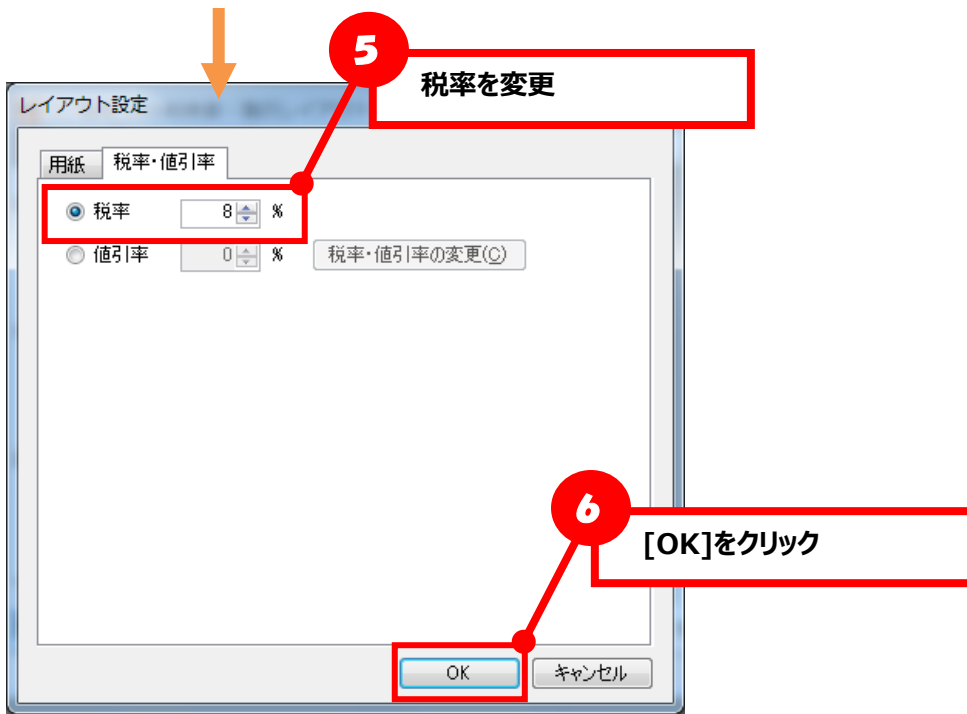 5
税率を変更
レイアウト設定
用紙 税率・値引率
税率 8 %
値引率 0 % 税率・値引率の変更(C)
6
[OK]をクリック
OK キャンセル